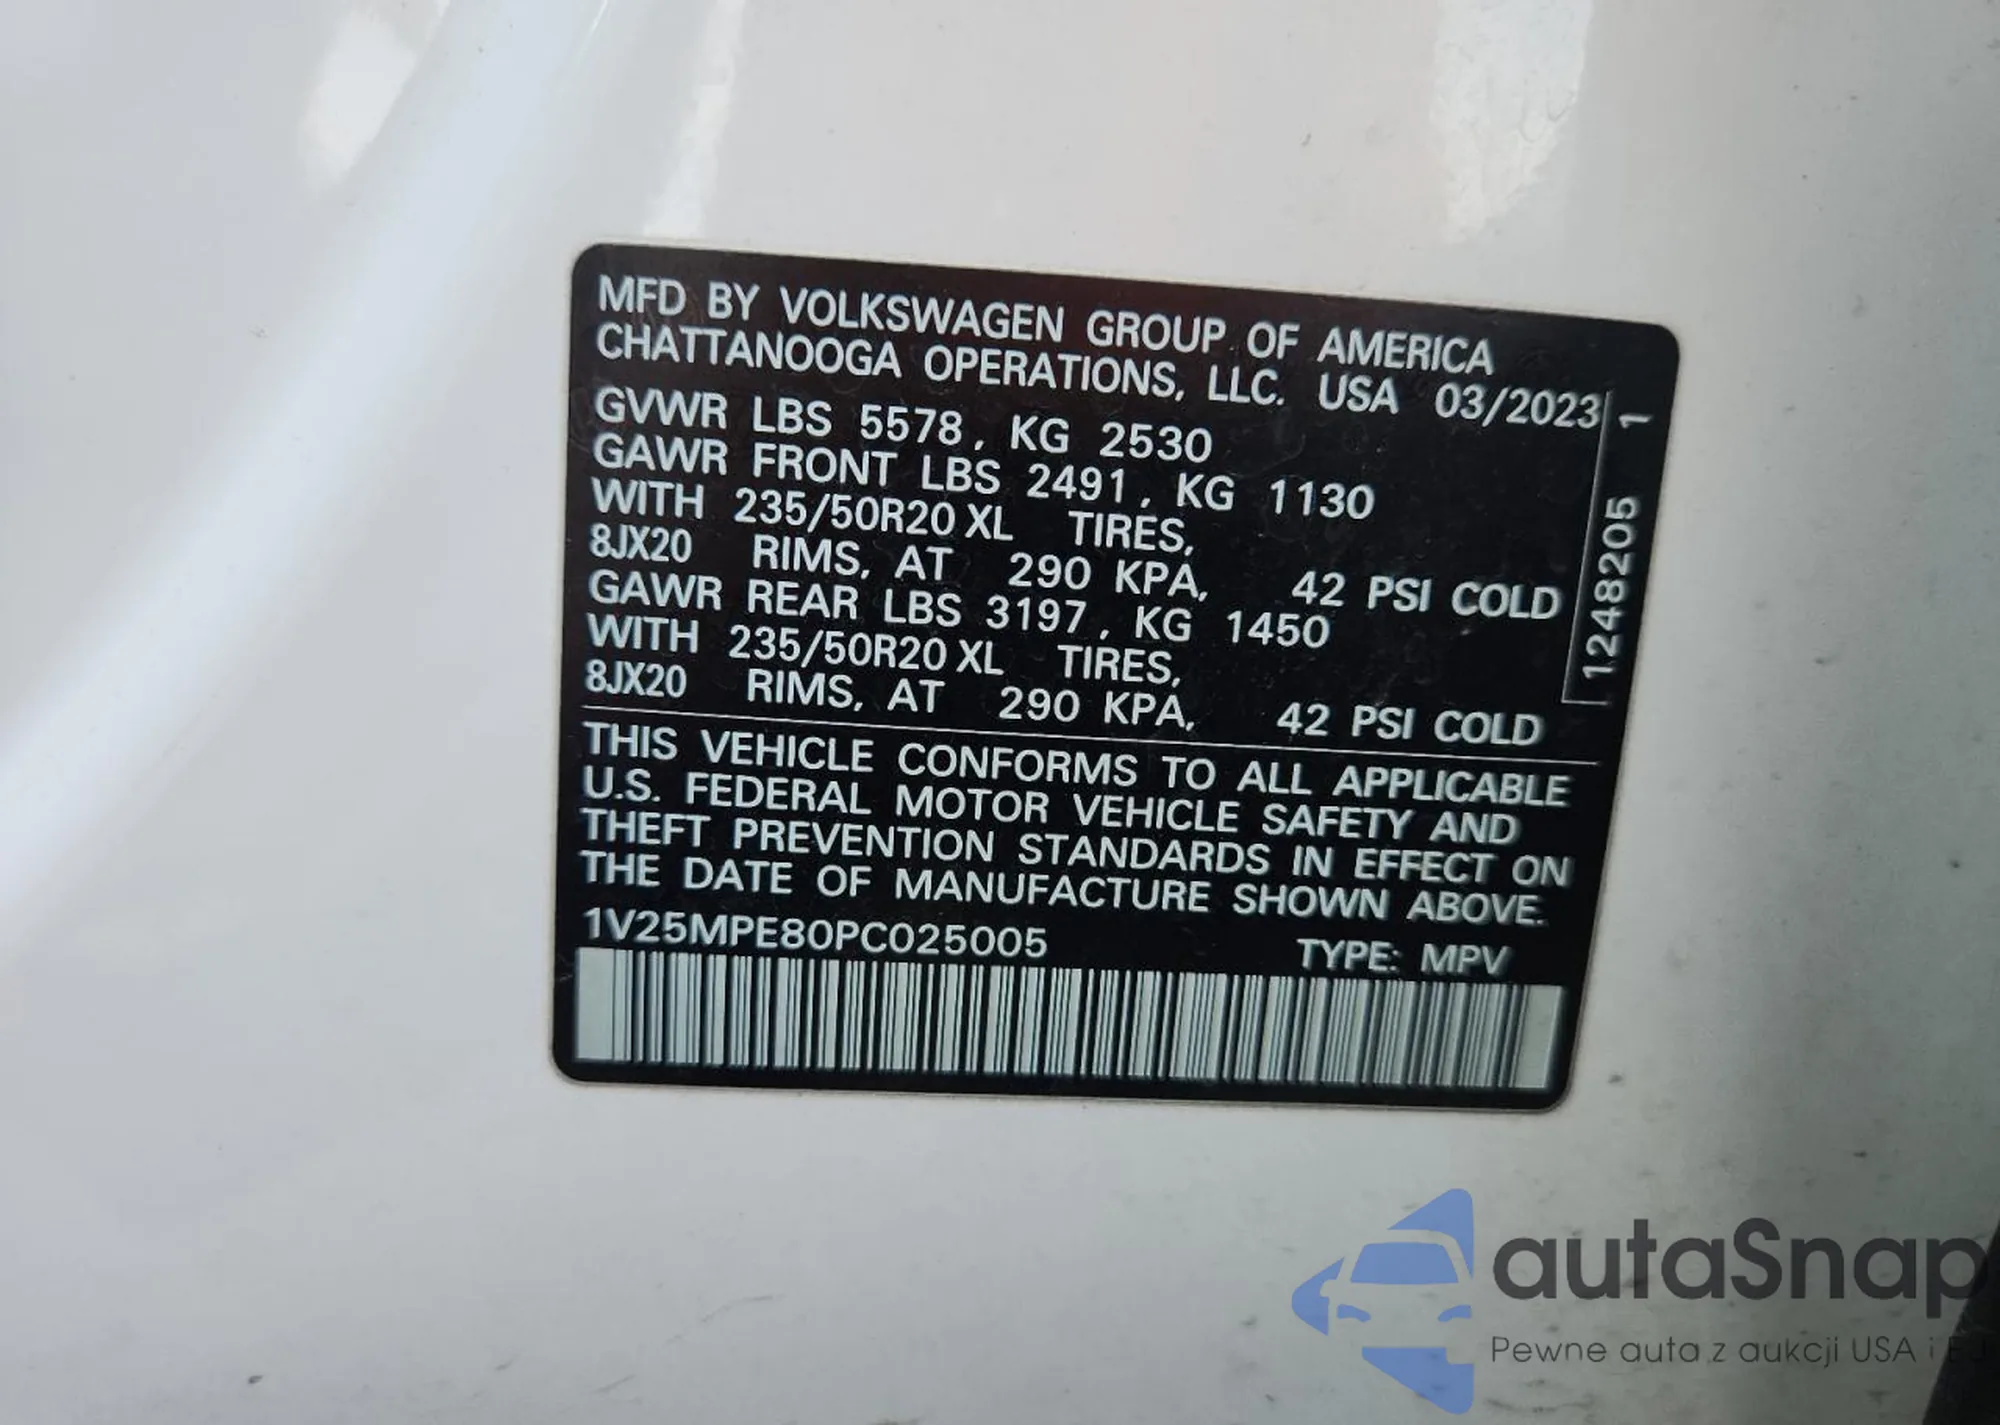 MFD BY VOLKSWAGEN GROUP OF AMERICA
CHATTANOOGA OPERATIONS, LLC. USA 03/2023
GVWR LBS 5578, KG 2530
GAWR FRONT LBS 2491, KG 1130
WITH 235/50R20 XL TIRES,
8JX20 RIMS, AT 290 KPA, 42 PSI COLD
GAWR REAR LBS 3197, KG 1450
WITH 235/50R20 XL TIRES,
8JX20 RIMS, AT 290 KPA, 42 PSI COLD
1248205 1
THIS VEHICLE CONFORMS TO ALL APPLICABLE
U.S. FEDERAL MOTOR VEHICLE SAFETY AND
THEFT PREVENTION STANDARDS IN EFFECT ON
THE DATE OF MANUFACTURE SHOWN ABOVE.
1V25MPE80PC025005 TYPE: MPV
autaSnap
Pewne auta z aukcji USA i EU